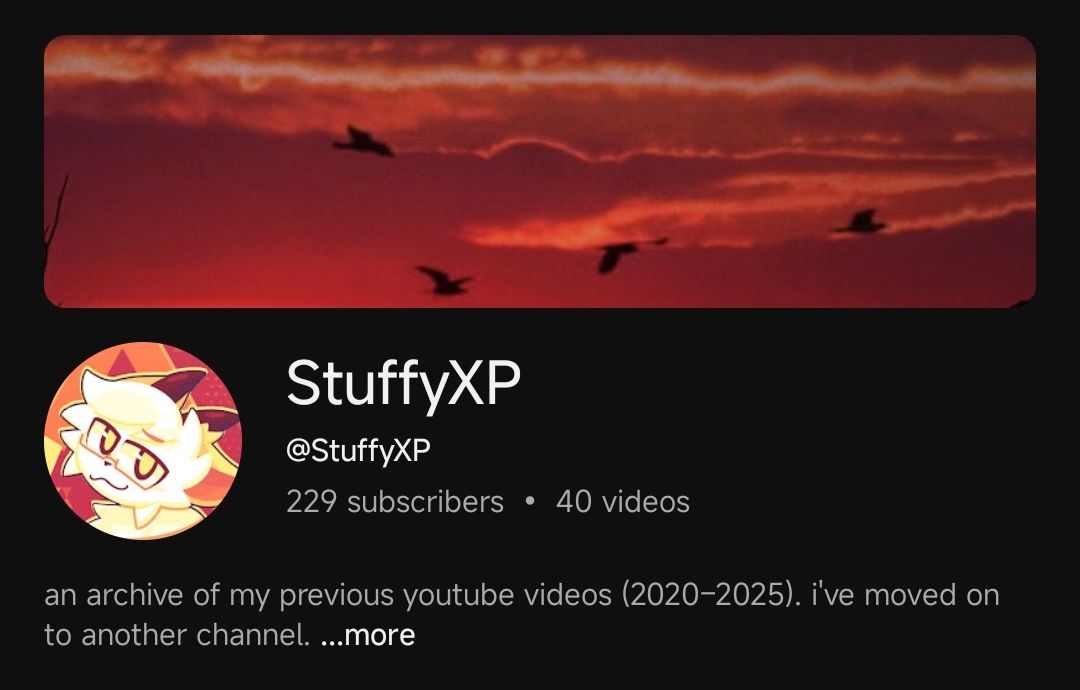 StuffyXP
@StuffyXP
229 subscribers • 40 videos
an archive of my previous youtube videos (2020–2025). i've moved on
to another channel. ...more